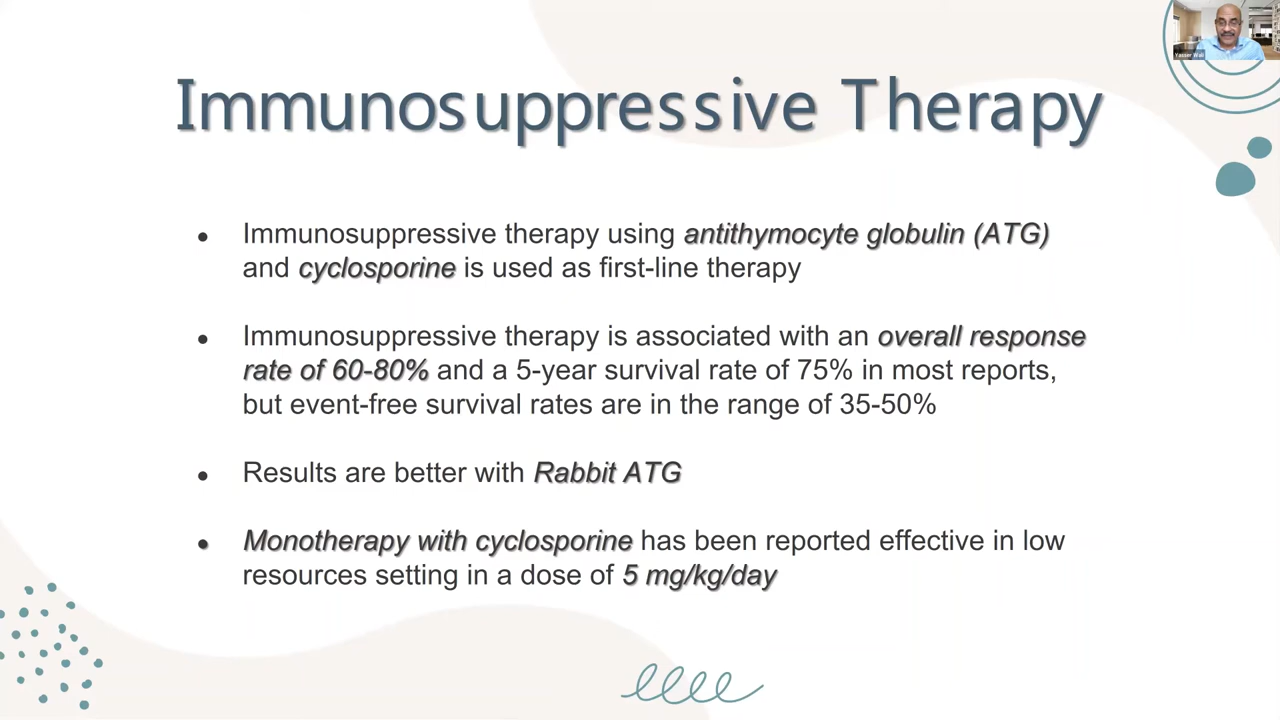 Immunosuppressive Therapy
Yasser Wali
● Immunosuppressive therapy using antithymocyte globulin (ATG)
and cyclosporine is used as first-line therapy
● Immunosuppressive therapy is associated with an overall response
rate of 60-80% and a 5-year survival rate of 75% in most reports,
but event-free survival rates are in the range of 35-50%
● Results are better with Rabbit ATG
● Monotherapy with cyclosporine has been reported effective in low
resources setting in a dose of 5 mg/kg/day